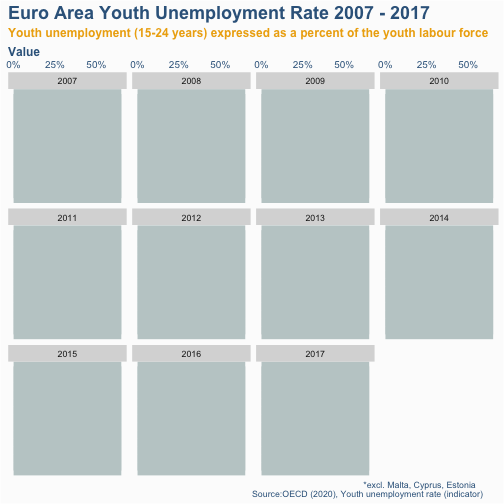 Euro Area Youth Unemployment Rate 2007 - 2017
Youth unemployment (15-24 years) expressed as a percent of the youth labour force
Value
0% 25% 50% 0% 25% 50% 0% 25% 50% 0% 25% 50%
2007 2008 2009 2010
2011 2012 2013 2014
2015 2016 2017
*excl. Malta, Cyprus, Estonia
Source:OECD (2020), Youth unemployment rate (indicator)